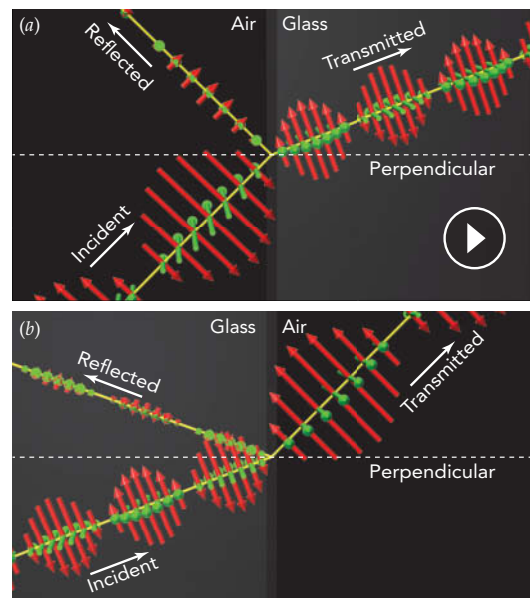 (a)
Air
Glass
Reflected
Transmitted
Perpendicular
Incident
(b)
Glass
Air
Reflected
Transmitted
Perpendicular
Incident